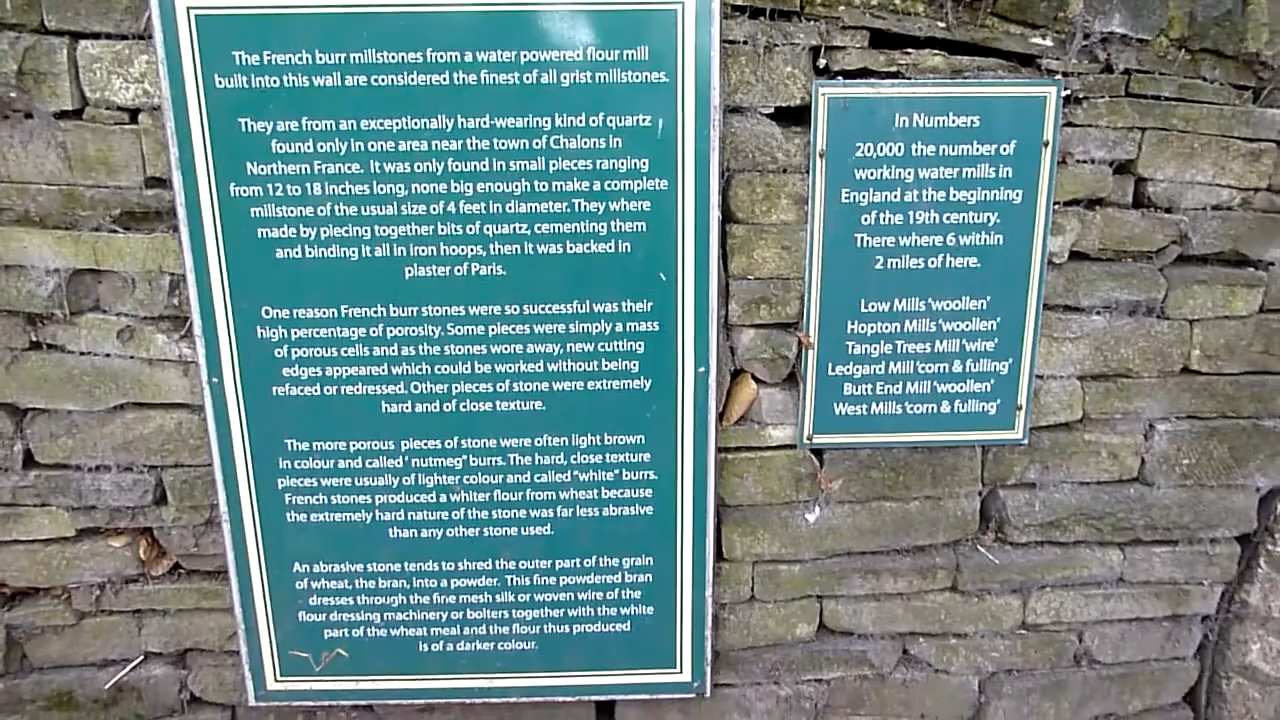 The French burr millstones from a water powered flour mill
built into this wall are considered the finest of all grist millstones.
They are from an exceptionally hard-wearing kind of quartz
found only in one area near the town of Chalons in
Northern France. It was only found in small pieces ranging
from 12 to 18 inches long, none big enough to make a complete
millstone of the usual size of 4 feet in diameter. They where
made by piecing together bits of quartz, cementing them
and binding it all in iron hoops, then it was backed in
plaster of Paris.
One reason French burr stones were so successful was their
high percentage of porosity. Some pieces were simply a mass
of porous cells and as the stones wore away, new cutting
edges appeared which could be worked without being
refaced or redressed. Other pieces of stone were extremely
hard and of close texture.
The more porous pieces of stone were often light brown
in colour and called ' nutmeg" burrs. The hard, close texture
pieces were usually of lighter colour and called "white" burrs.
French stones produced a whiter flour from wheat because
the extremely hard nature of the stone was far less abrasive
than any other stone used.
An abrasive stone tends to shred the outer part of the grain
of wheat, the bran, into a powder. This fine powdered bran
dresses through the fine mesh silk or woven wire of the
flour dressing machinery or bolters together with the white
part of the wheat meal and the flour thus produced
is of a darker colour.
In Numbers
20,000 the number of
working water mills in
England at the beginning
of the 19th century.
There where 6 within
2 miles of here.
Low Mills 'woollen'
Hopton Mills 'woollen'
Tangle Trees Mill 'wire'
Ledgard Mill 'corn & fulling'
Butt End Mill 'woollen'
West Mills 'corn & fulling'